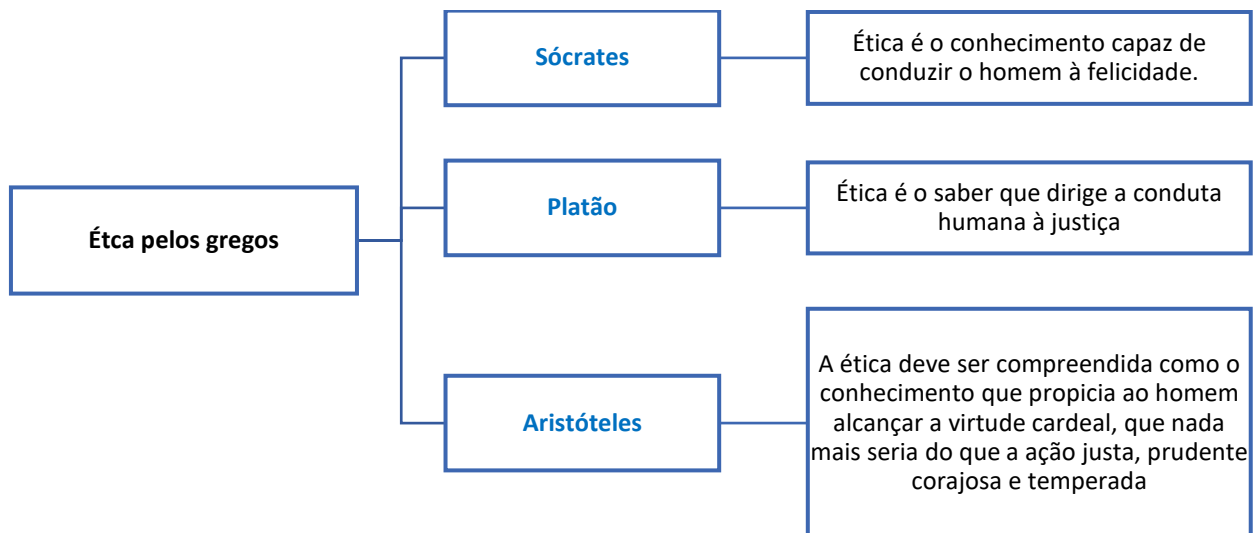 Étca pelos gregos
Sócrates
Ética é o conhecimento capaz de
conduzir o homem à felicidade.
Platão
Ética é o saber que dirige a conduta
humana à justiça
Aristóteles
A ética deve ser compreendida como o
conhecimento que propicia ao homem
alcançar a virtude cardeal, que nada
mais seria do que a ação justa, prudente
corajosa e temperada